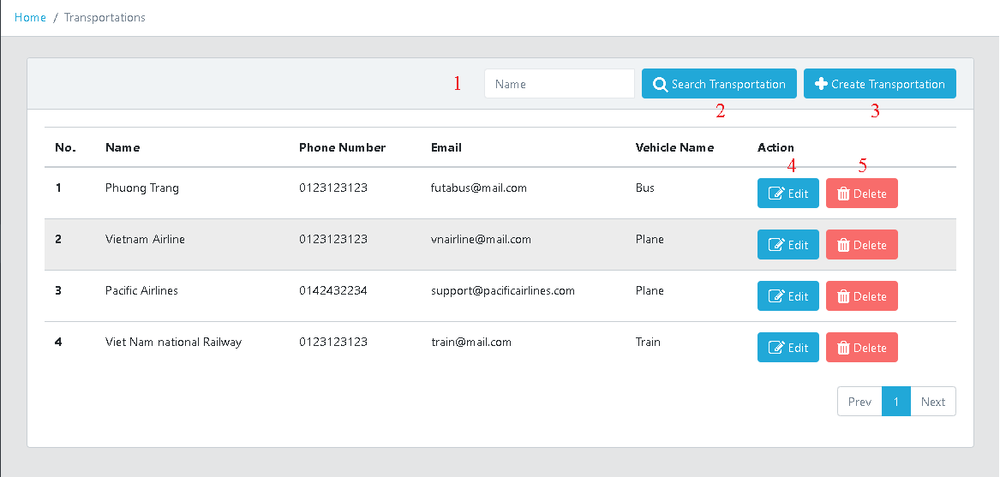 Home / Transportations
1 Name Search Transportation Create Transportation
2 3
No. Name Phone Number Email Vehicle Name Action
4 5
1 Phuong Trang 0123123123 futabus@mail.com Bus Edit Delete
2 Vietnam Airline 0123123123 vnairline@mail.com Plane Edit Delete
3 Pacific Airlines 0142432234 support@pacificairlines.com Plane Edit Delete
4 Viet Nam national Railway 0123123123 train@mail.com Train Edit Delete
Prev 1 Next